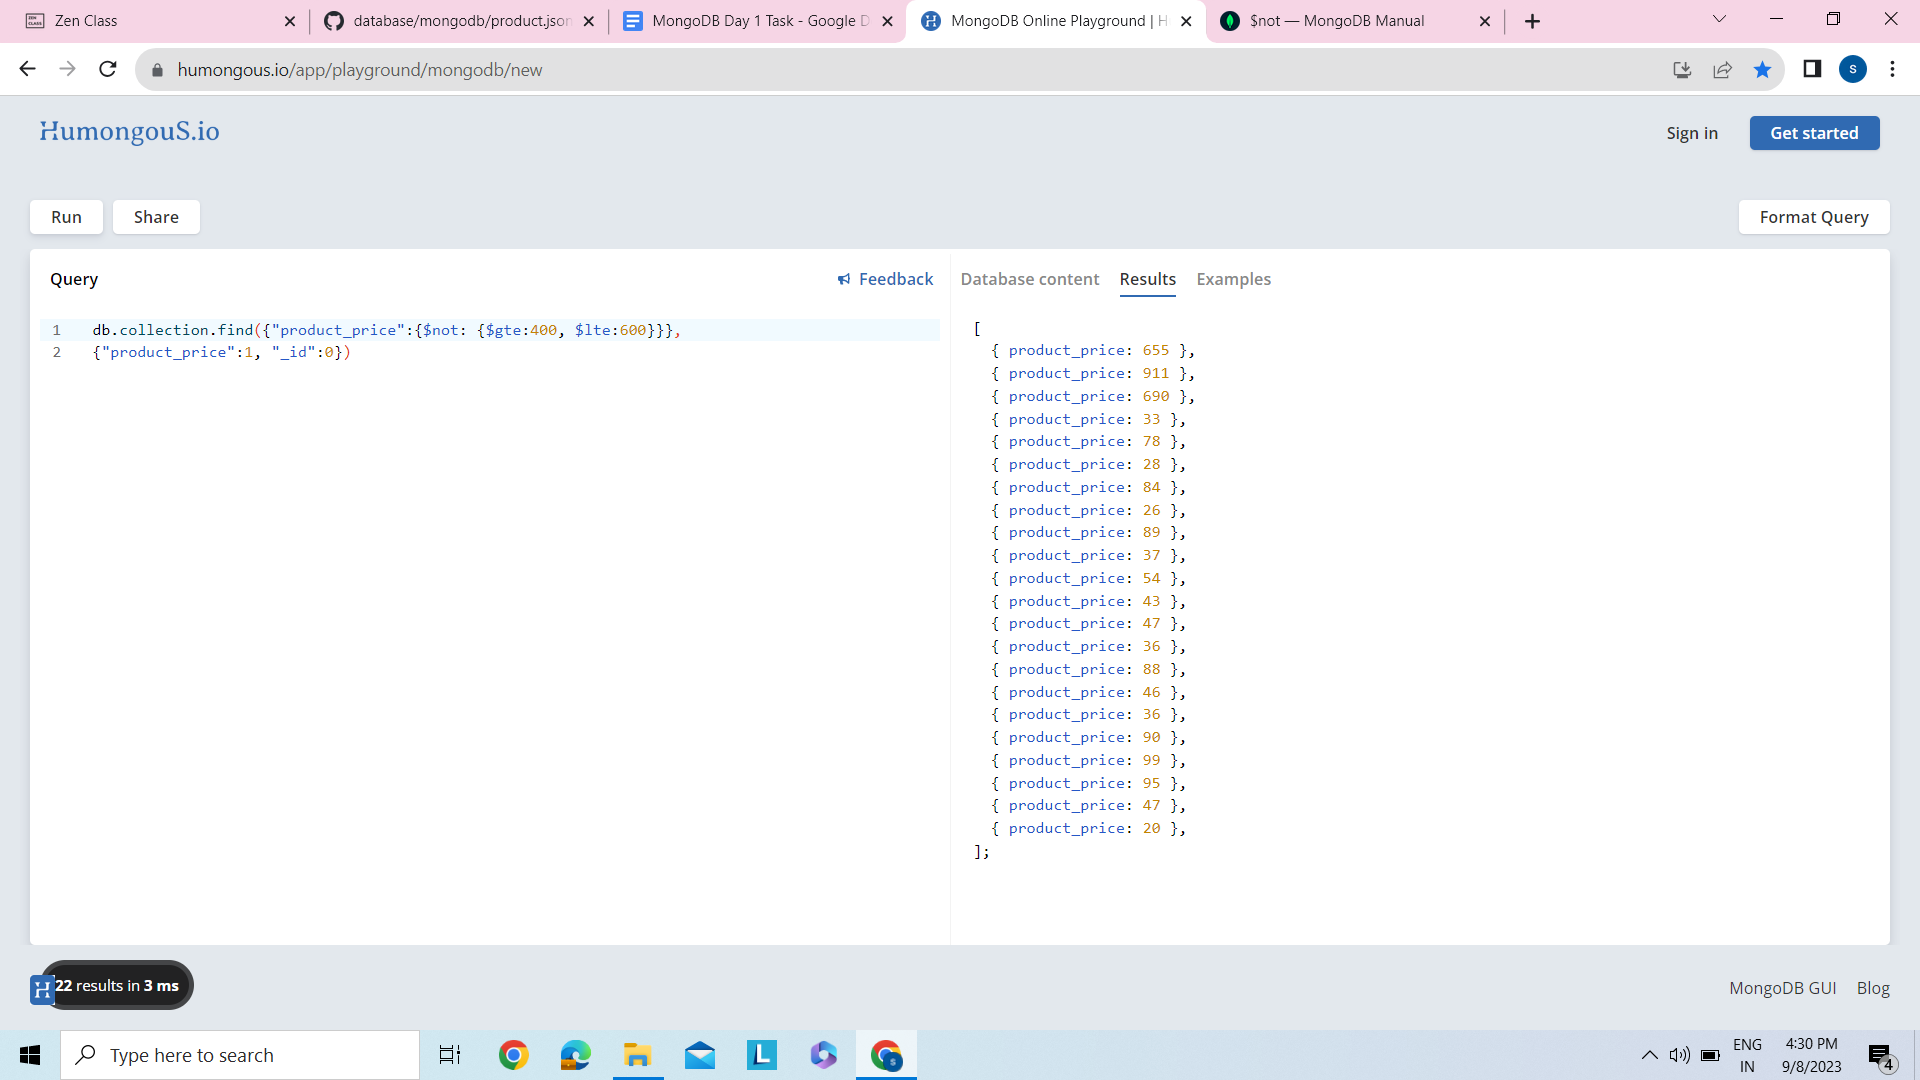 Zen Class
database/mongodb/product.json
MongoDB Day 1 Task - Google D
MongoDB Online Playground | H
$not — MongoDB Manual
humongous.io/app/playground/mongodb/new
S
HumongouS.io
Sign in
Get started
Run
Share
Format Query
Query
Feedback
Database content
Results
Examples
1 db.collection.find({"product_price":{$not: {$gte:400, $lte:600}}},
2 {"product_price":1, "_id":0})
[
{ product_price: 655 },
{ product_price: 911 },
{ product_price: 690 },
{ product_price: 33 },
{ product_price: 78 },
{ product_price: 28 },
{ product_price: 84 },
{ product_price: 26 },
{ product_price: 89 },
{ product_price: 37 },
{ product_price: 54 },
{ product_price: 43 },
{ product_price: 47 },
{ product_price: 36 },
{ product_price: 88 },
{ product_price: 46 },
{ product_price: 36 },
{ product_price: 90 },
{ product_price: 99 },
{ product_price: 95 },
{ product_price: 47 },
{ product_price: 20 },
];
H
22 results in 3 ms
MongoDB GUI
Blog
Type here to search
L
ENG
IN
4:30 PM
9/8/2023
4